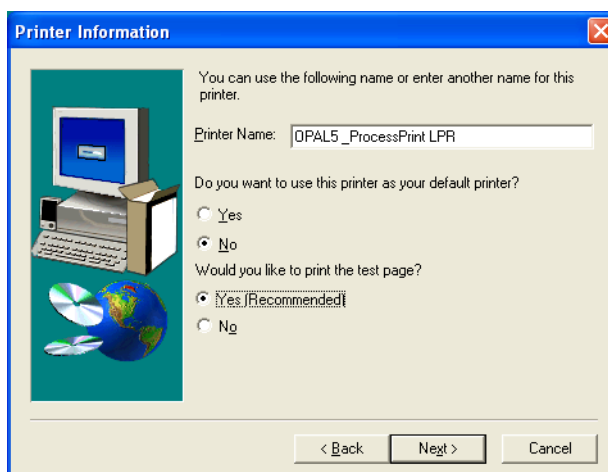 Printer Information
You can use the following name or enter another name for this
printer.
Printer Name: OPAL5 _ProcessPrint LPR
Do you want to use this printer as your default printer?
Yes
No
Would you like to print the test page?
Yes (Recommended)
No
< Back Next > Cancel